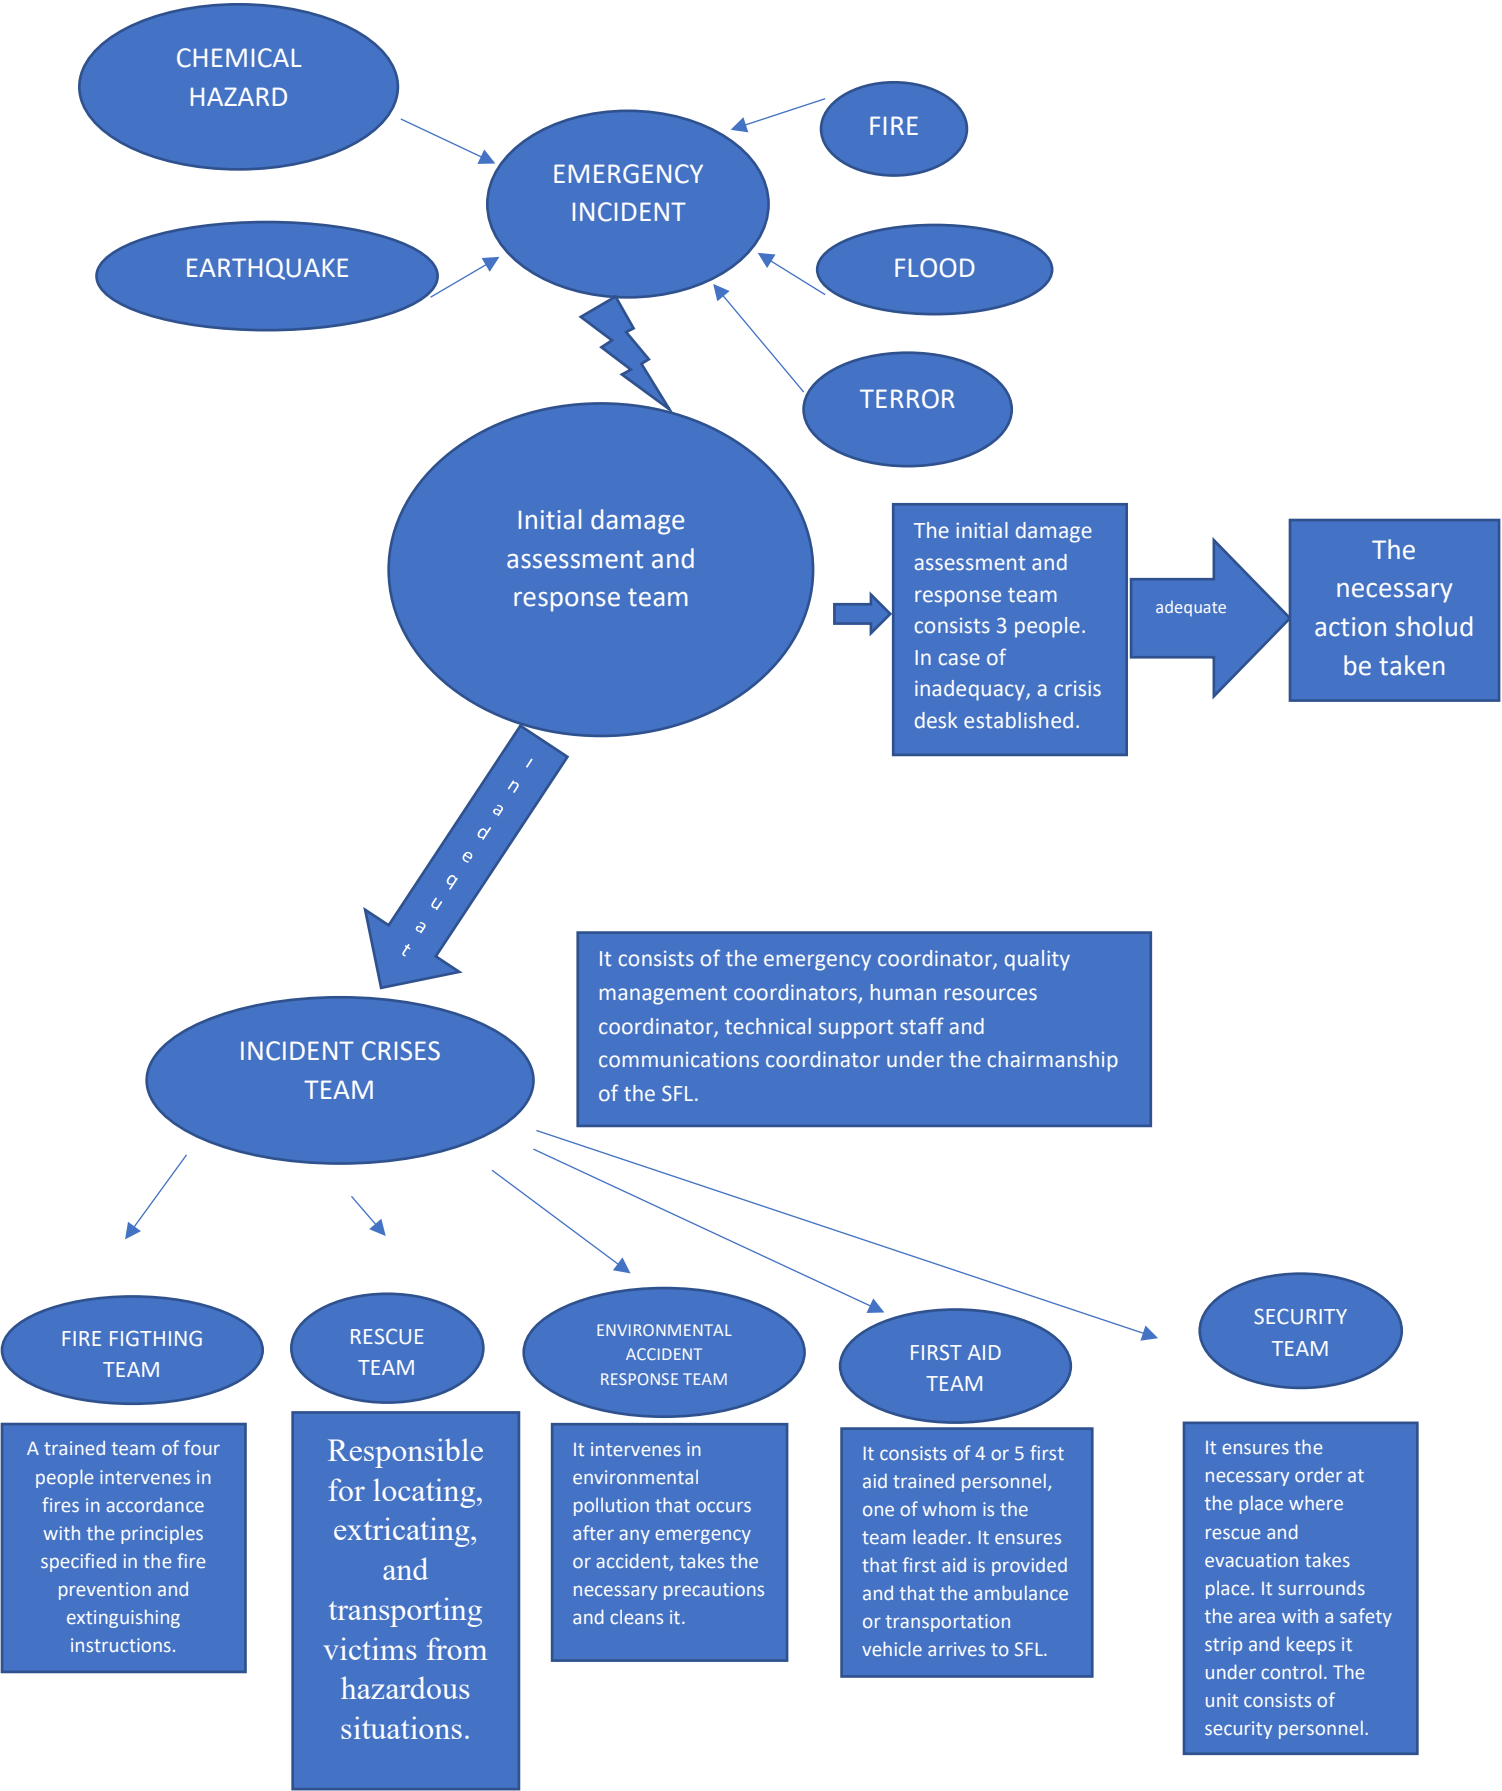 CHEMICAL
HAZARD
FIRE
EMERGENCY
INCIDENT
EARTHQUAKE
FLOOD
TERROR
Initial damage
assessment and
response team
The initial damage
assessment and
response team
consists 3 people.
In case of
inadequacy, a crisis
desk established.
adequate
The
necessary
action sholud
be taken
Inadequat
It consists of the emergency coordinator, quality
management coordinators, human resources
coordinator, technical support staff and
communications coordinator under the chairmanship
of the SFL.
INCIDENT CRISES
TEAM
FIRE FIGTHING
TEAM
A trained team of four
people intervenes in
fires in accordance
with the principles
specified in the fire
prevention and
extinguishing
instructions.
RESCUE
TEAM
Responsible
for locating,
extricating,
and
transporting
victims from
hazardous
situations.
ENVIRONMENTAL
ACCIDENT
RESPONSE TEAM
It intervenes in
environmental
pollution that occurs
after any emergency
or accident, takes the
necessary precautions
and cleans it.
FIRST AID
TEAM
It consists of 4 or 5 first
aid trained personnel,
one of whom is the
team leader. It ensures
that first aid is provided
and that the ambulance
or transportation
vehicle arrives to SFL.
SECURITY
TEAM
It ensures the
necessary order at
the place where
rescue and
evacuation takes
place. It surrounds
the area with a safety
strip and keeps it
under control. The
unit consists of
security personnel.